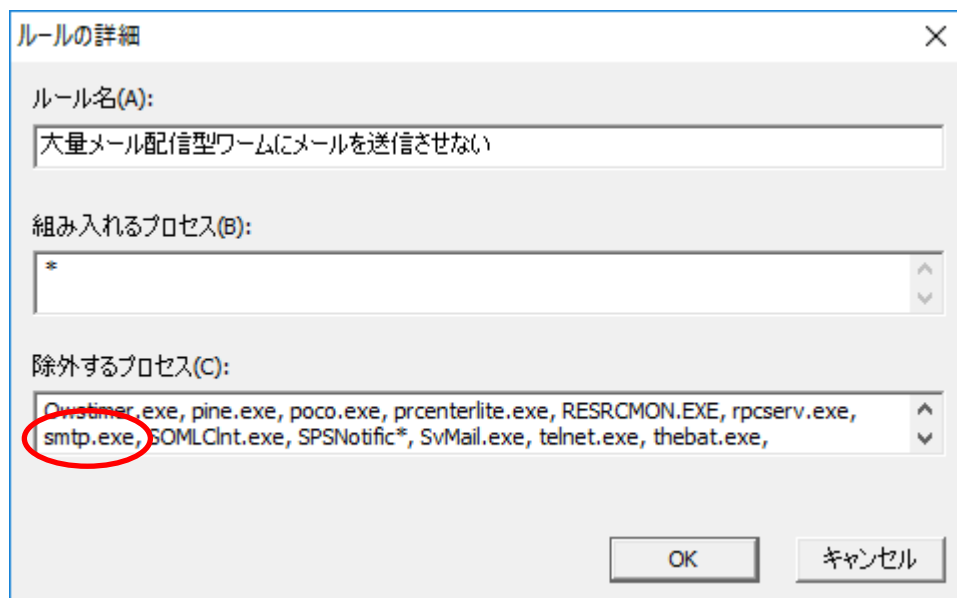 ルールの詳細
ルール名(A):
大量メール配信型ワームにメールを送信させない
組み入れるプロセス(B):
*
除外するプロセス(C):
Owstimer.exe, pine.exe, poco.exe, prcenterlite.exe, RESRCMON.EXE, rpcserv.exe,
smtp.exe, SOMLClnt.exe, SPSNotific*, SvMail.exe, telnet.exe, thebat.exe,
OK
キャンセル